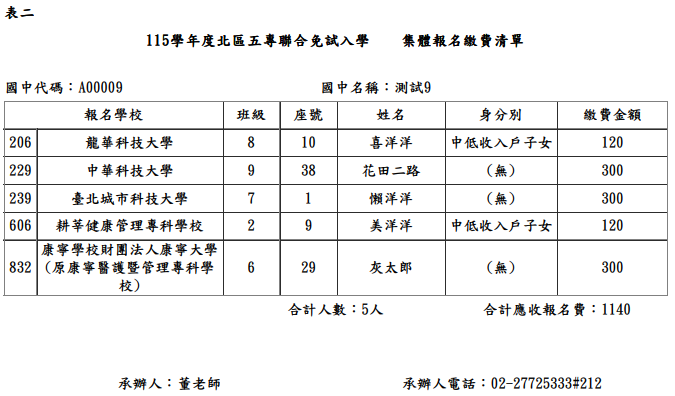 表二
115學年度北區五專聯合免試入學 集體報名繳費清單
國中代碼：A00009 國中名稱：測試9
報名學校 班級 座號 姓名 身分別 繳費金額
206 龍華科技大學 8 10 喜洋洋 中低收入戶子女 120
229 中華科技大學 9 38 花田二路 （無） 300
239 臺北城市科技大學 7 1 懶洋洋 （無） 300
606 耕莘健康管理專科學校 2 9 美洋洋 中低收入戶子女 120
832 康寧學校財團法人康寧大學
（原康寧醫護暨管理專科學
校） 6 29 灰太郎 （無） 300
合計人數：5人 合計應收報名費：1140
承辦人：董老師 承辦人電話：02-27725333#212